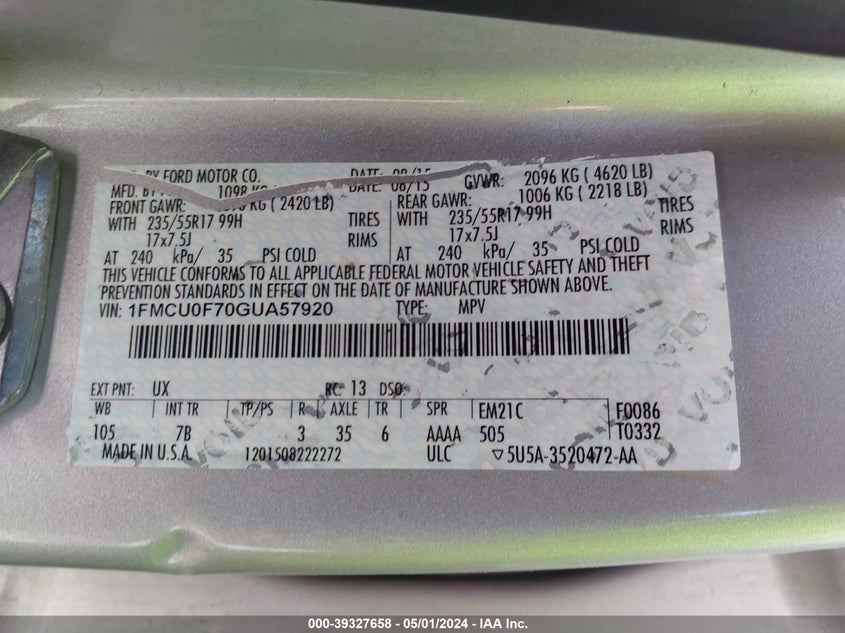 BY FORD MOTOR CO. DATE: 08/15 GVWR: 2096 KG ( 4620 LB)
MFD. BY 1098 KG DATE: 08/15
FRONT GAWR: KG ( 2420 LB) REAR GAWR: 1006 KG ( 2218 LB)
WITH 235/55R17 99H TIRES WITH 235/55R17 99H TIRES
17x7.5J RIMS 17x7.5J RIMS
AT 240 kPa/ 35 PSI COLD AT 240 kPa/ 35 PSI COLD
THIS VEHICLE CONFORMS TO ALL APPLICABLE FEDERAL MOTOR VEHICLE SAFETY AND THEFT
PREVENTION STANDARDS IN EFFECT ON THE DATE OF MANUFACTURE SHOWN ABOVE.
VIN: 1FMCU0F70GUA57920 TYPE: MPV
EXT PNT: UX RC: 13 DSO:
WB INT TR TP/PS R AXLE TR SPR EM21C F0086
105 7B 3 35 6 AAAA 505 T0332
MADE IN U.S.A. 1201508222272 ULC ▽5U5A-3520472-AA
VOID
000-39327658 - 05/01/2024 - IAA Inc.